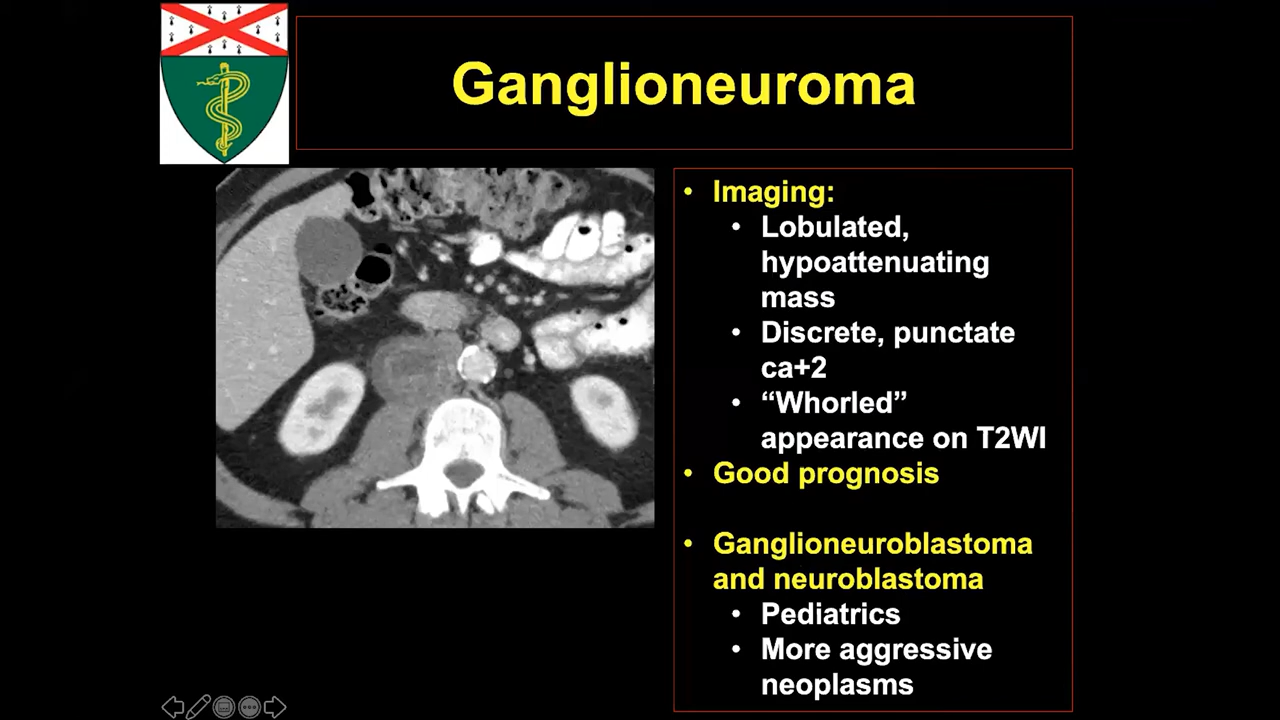 Ganglioneuroma
• Imaging:
• Lobulated,
hypoattenuating
mass
• Discrete, punctate
ca+2
• “Whorled”
appearance on T2WI
• Good prognosis
• Ganglioneuroblastoma
and neuroblastoma
• Pediatrics
• More aggressive
neoplasms